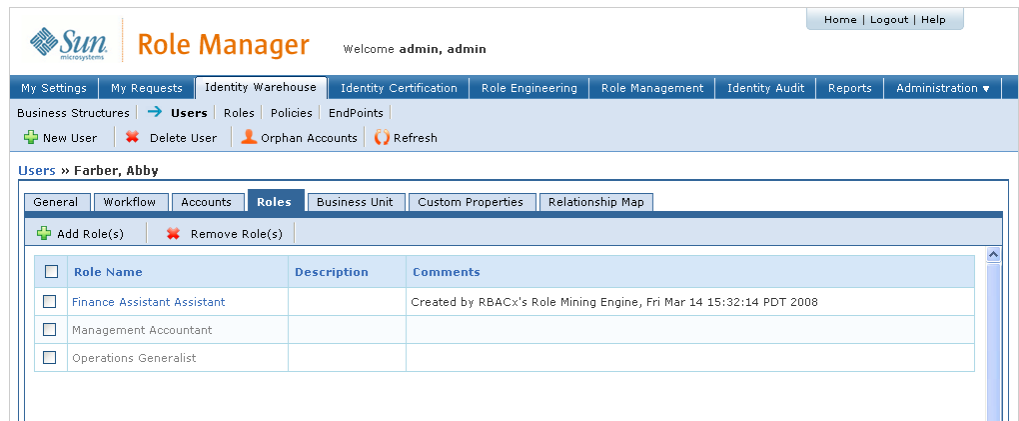 Home | Logout | Help
Sun
microsystems
Role Manager
Welcome admin, admin
My Settings My Requests Identity Warehouse Identity Certification Role Engineering Role Management Identity Audit Reports Administration ▼
Business Structures | → Users | Roles | Policies | EndPoints |
New User Delete User Orphan Accounts Refresh
Users » Farber, Abby
General Workflow Accounts Roles Business Unit Custom Properties Relationship Map
Add Role(s) Remove Role(s)
Role Name Description Comments
Finance Assistant Assistant Created by RBACx's Role Mining Engine, Fri Mar 14 15:32:14 PDT 2008
Management Accountant
Operations Generalist